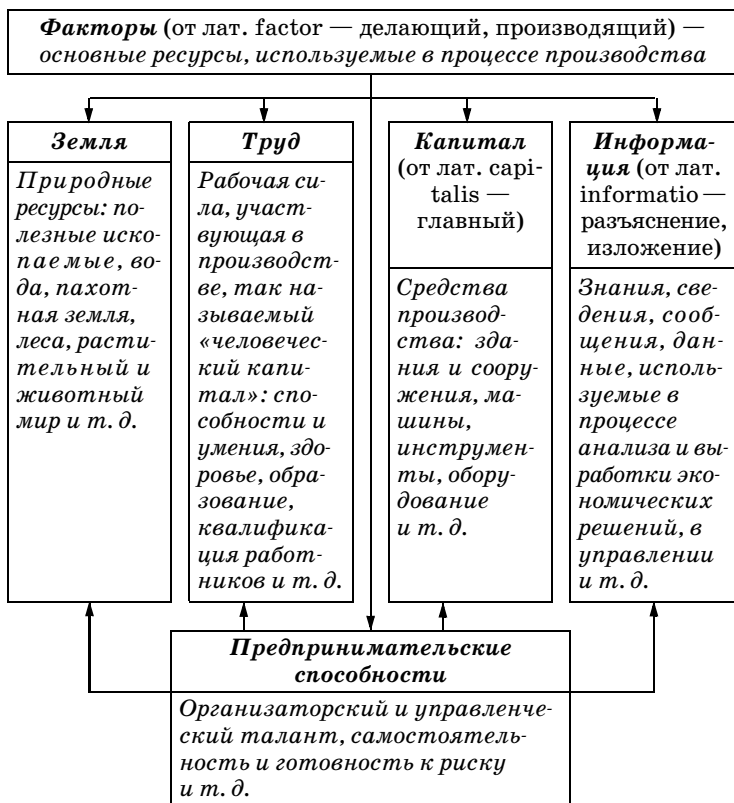 Факторы (от лат. factor — делающий, производящий) —
основные ресурсы, используемые в процессе производства
Земля
Природные
ресурсы: по-
лезные иско-
паемые, во-
да, пахот-
ная земля,
леса, расти-
тельный и
животный
мир и т. д.
Труд
Рабочая си-
ла, участ-
вующая в
производст-
ве, так на-
зываемый
«человечес-
кий капи-
тал»: спо-
собности и
умения, здо-
ровье, обра-
зование,
квалифика-
ция работ-
ников и т. д.
Капитал
(от лат. capi-
talis —
главный)
Средства
производ-
ства: зда-
ния и соору-
жения, ма-
шины,
инструмен-
ты, обору-
дование
и т. д.
Информа-
ция (от лат.
informatio —
разъяснение,
изложение)
Знания, све-
дения, сооб-
щения, дан-
ные, исполь-
зуемые в
процессе
анализа и вы-
работки эко-
номических
решений, в
управлении
и т. д.
Предпринимательские
способности
Организаторский и управленче-
ский талант, самостоятель-
ность и готовность к риску
и т. д.